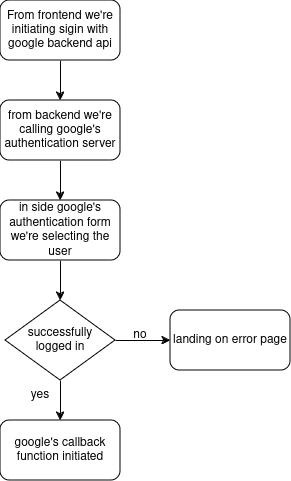 From frontend we're
initiating sigin with
google backend api
from backend we're
calling google's
authentication server
in side google's
authentication form
we're selecting the
user
successfully
logged in
no
landing on error page
yes
google's callback
function initiated